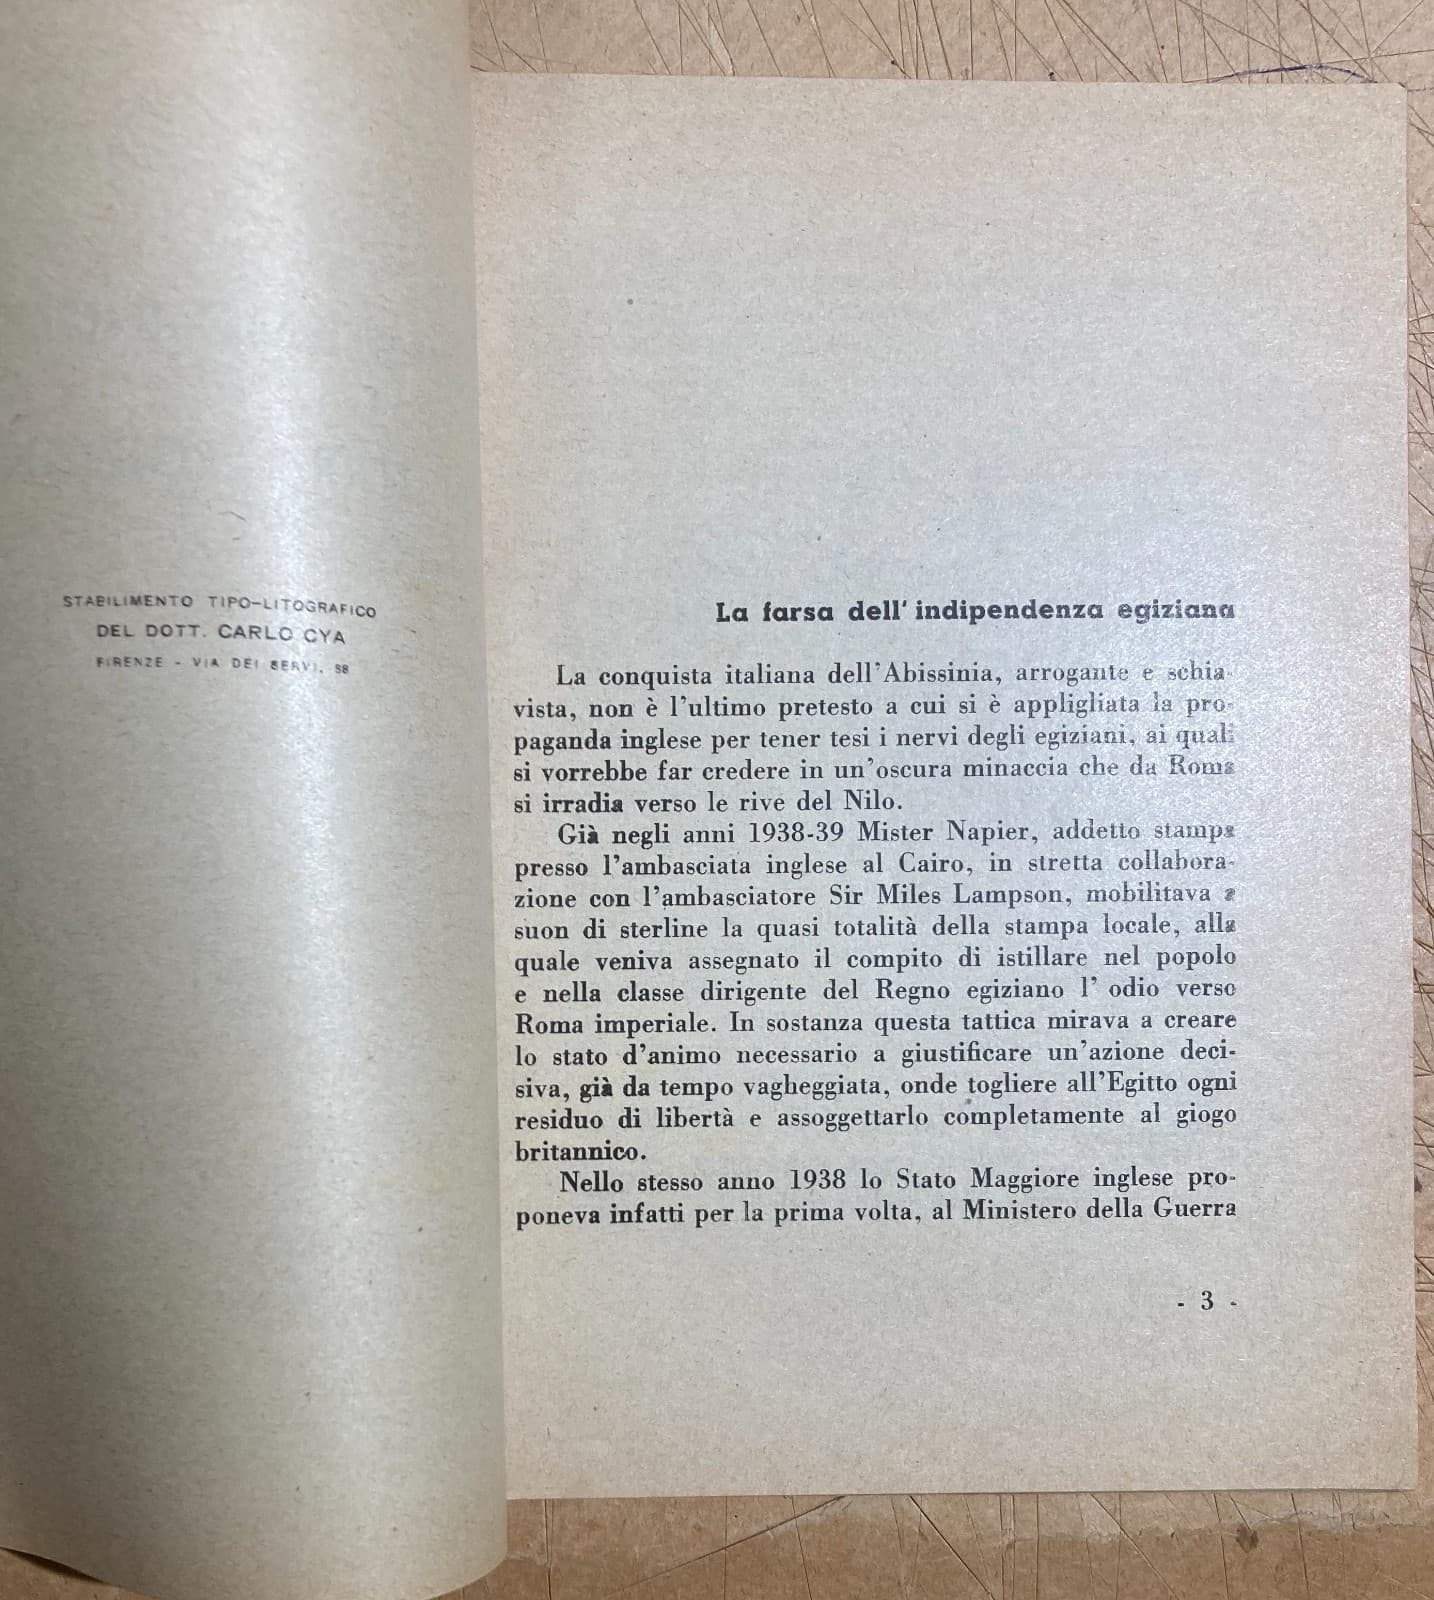 STABILIMENTO TIPO-LITOGRAFICO
DEL DOTT. CARLO CYA
FIRENZE - VIA DEI SERVI, 58
La farsa dell' indipendenza egiziana
La conquista italiana dell'Abissinia, arrogante e schia-
vista, non è l'ultimo pretesto a cui si è appligliata la pro-
paganda inglese per tener tesi i nervi degli egiziani, ai quali
si vorrebbe far credere in un'oscura minaccia che da Roma
si irradia verso le rive del Nilo.
Già negli anni 1938-39 Mister Napier, addetto stampa
presso l'ambasciata inglese al Cairo, in stretta collabora-
zione con l'ambasciatore Sir Miles Lampson, mobilitava a
suon di sterline la quasi totalità della stampa locale, alla
quale veniva assegnato il compito di istillare nel popolo
e nella classe dirigente del Regno egiziano l' odio verso
Roma imperiale. In sostanza questa tattica mirava a creare
lo stato d'animo necessario a giustificare un'azione deci-
siva, già da tempo vagheggiata, onde togliere all'Egitto ogni
residuo di libertà e assoggettarlo completamente al giogo
britannico.
Nello stesso anno 1938 lo Stato Maggiore inglese pro-
poneva infatti per la prima volta, al Ministero della Guerra
- 3 -